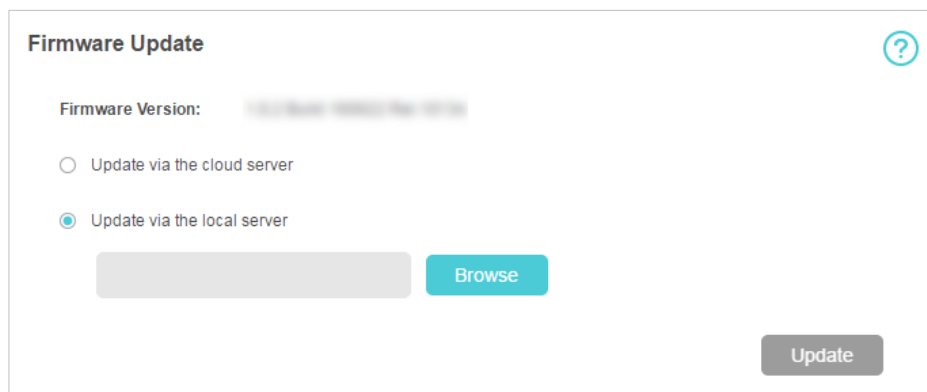 Firmware Update
?
Firmware Version:
Update via the cloud server
Update via the local server
Browse
Update